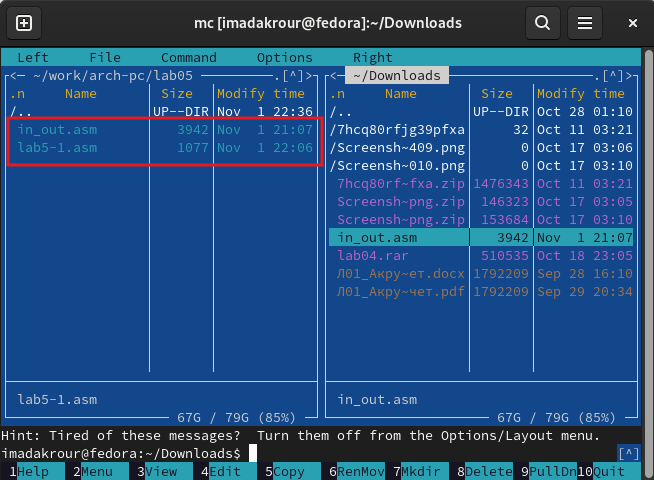 mc [imadakrour@fedora]:~/Downloads
Left File Command Options Right
<─ ~/work/arch-pc/lab05 ─────────.[^]>
.n Name Size Modify time
/.. UP--DIR Nov 1 22:36
in_out.asm 3942 Nov 1 21:07
lab5-1.asm 1077 Nov 1 22:06
lab5-1.asm
67G / 79G (85%)
<─ ~/Downloads ─────────.[^]>
.n Name Size Modify time
/.. UP--DIR Oct 28 01:10
/7hcq80rfjg39pfxa 32 Oct 11 03:21
/Screensh~409.png 0 Oct 17 03:06
/Screensh~010.png 0 Oct 17 03:10
7hcq80rf~fxa.zip 1476343 Oct 11 03:21
Screensh~png.zip 146323 Oct 17 03:05
Screensh~png.zip 153684 Oct 17 03:10
in_out.asm 3942 Nov 1 21:07
lab04.rar 510535 Oct 18 23:05
Л01_Акру~ет.docx 1792209 Sep 28 16:10
Л01_Акру~чет.pdf 1792209 Sep 29 20:34
in_out.asm
67G / 79G (85%)
Hint: Tired of these messages?  Turn them off from the Options/Layout menu.
imadakrour@fedora:~/Downloads$ [^]
1Help 2Menu 3View 4Edit 5Copy 6RenMov 7Mkdir 8Delete 9PullDn 10Quit